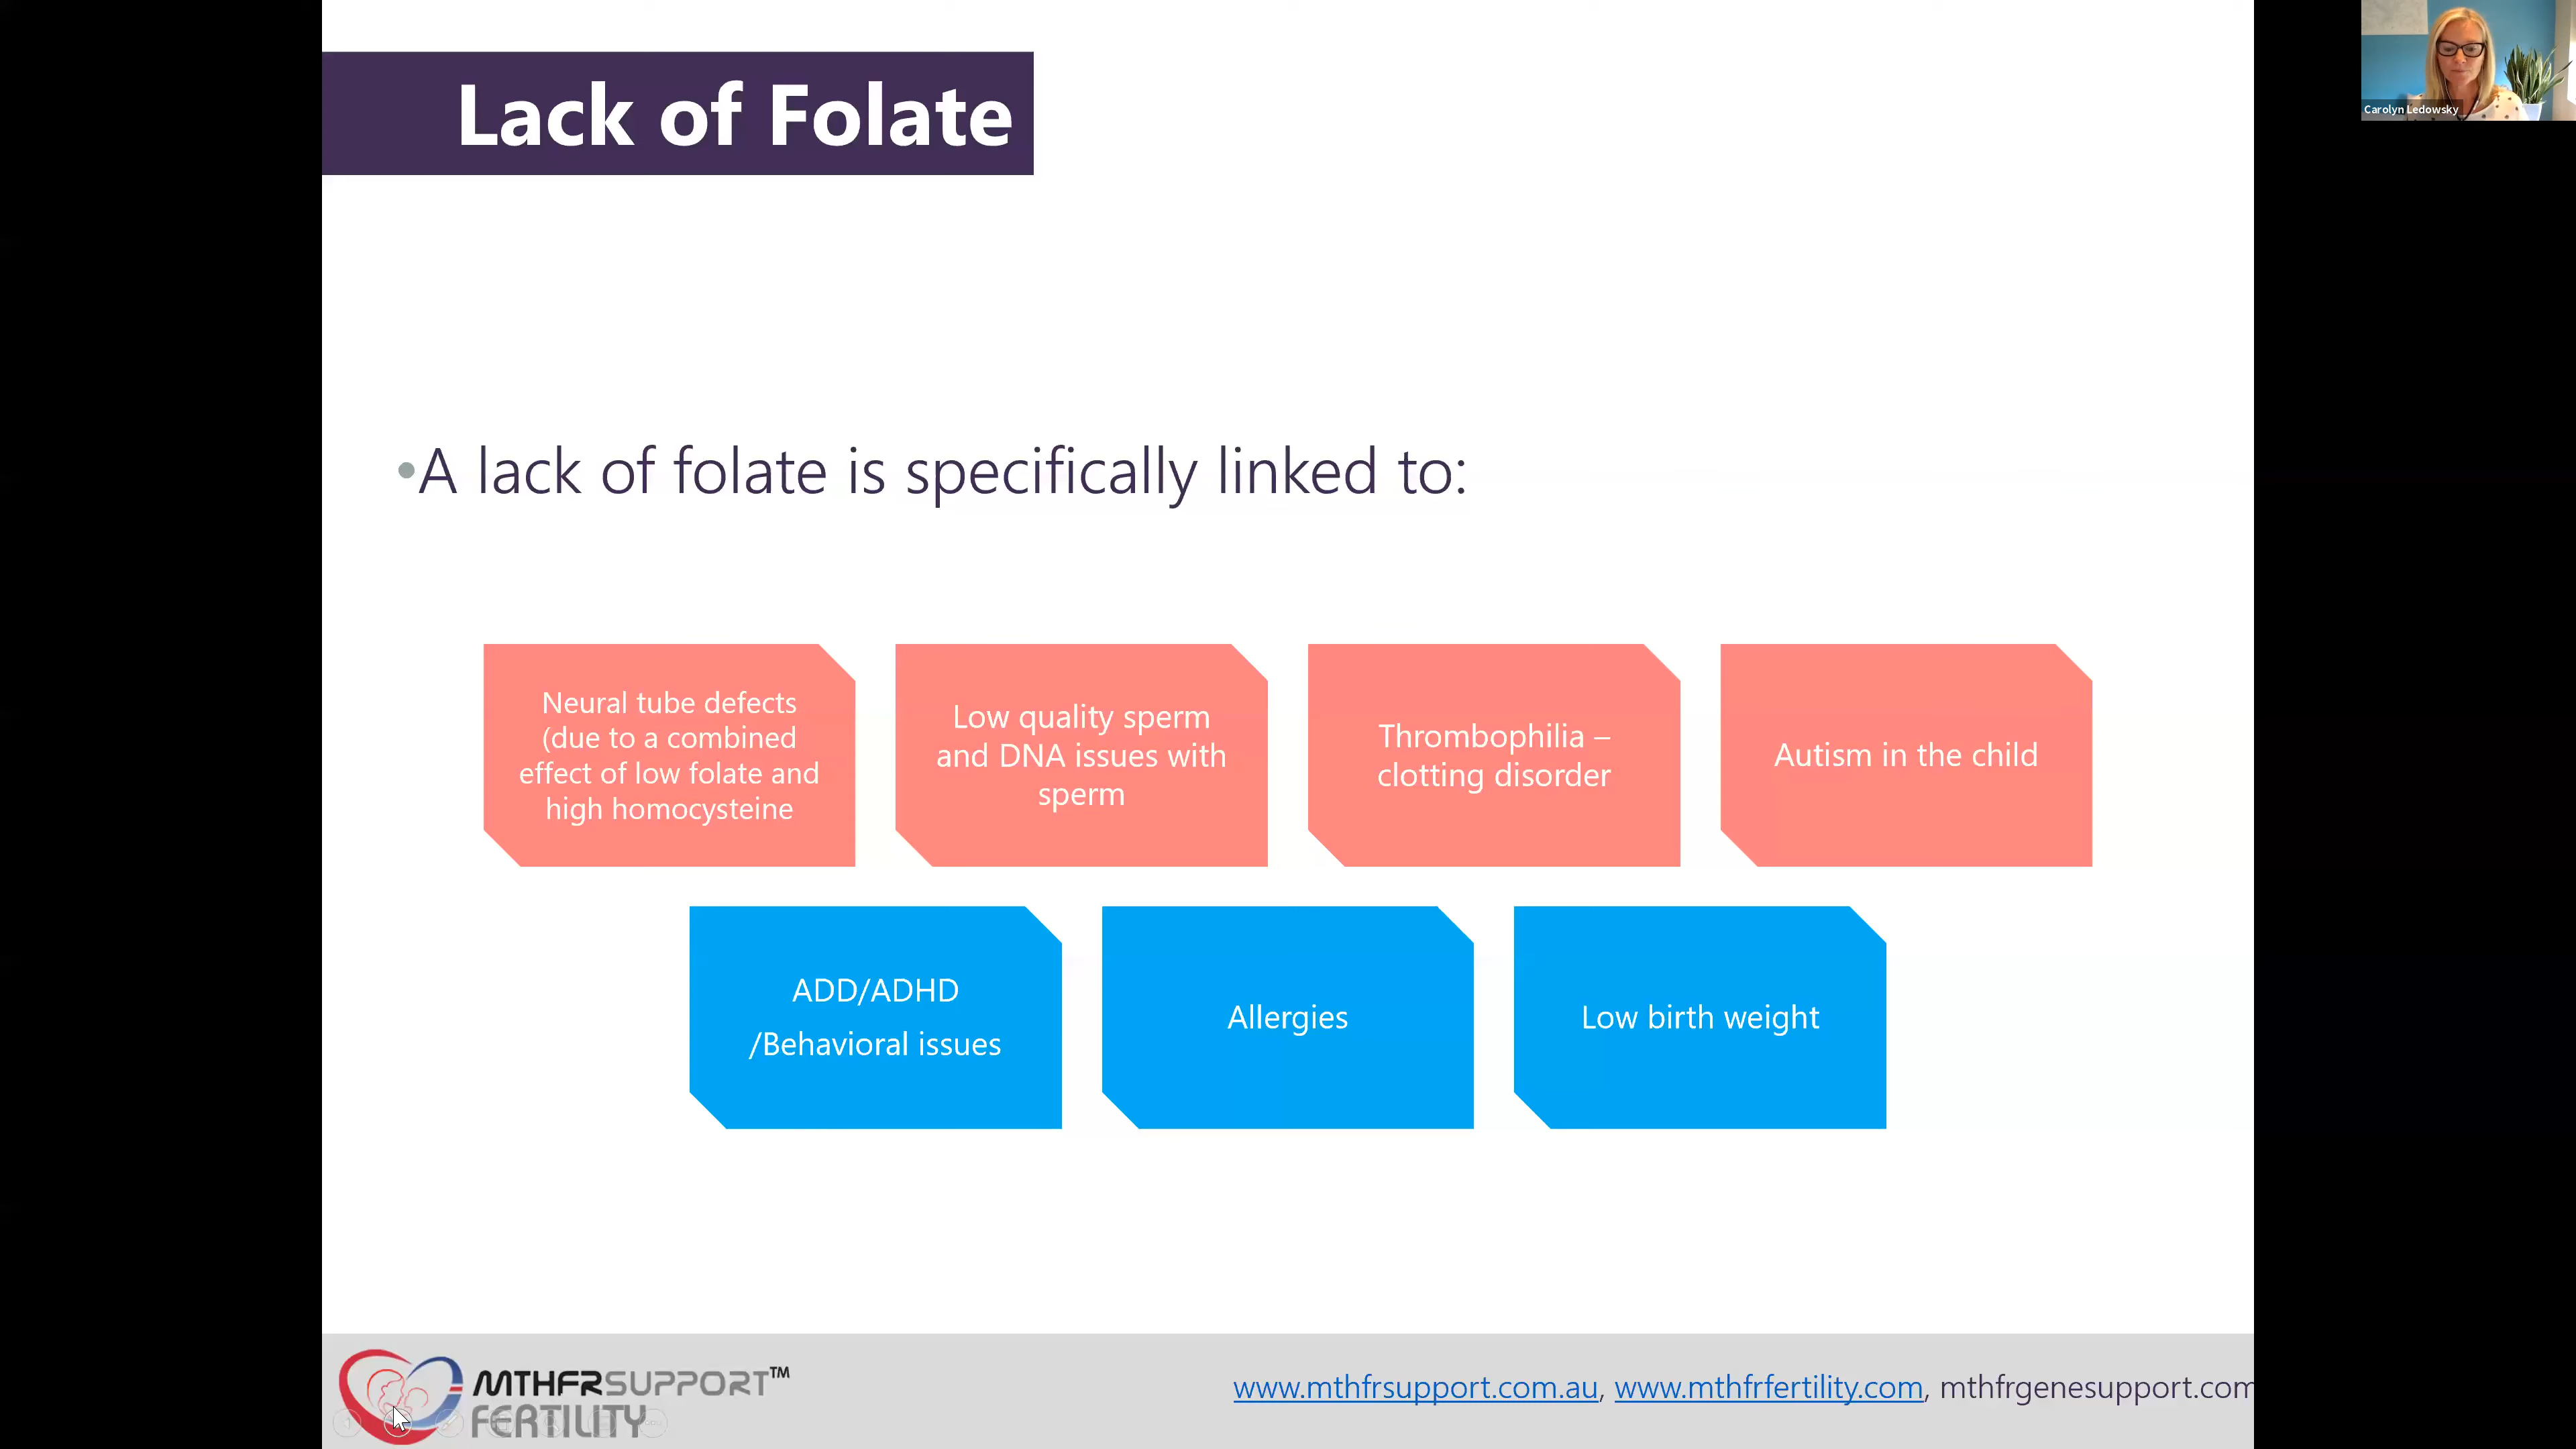 Lack of Folate
Carolyn Ledowsky
•A lack of folate is specifically linked to:
Neural tube defects
(due to a combined
effect of low folate and
high homocysteine
Low quality sperm
and DNA issues with
sperm
Thrombophilia –
clotting disorder
Autism in the child
ADD/ADHD
/Behavioral issues
Allergies
Low birth weight
MTHFRSUPPORT™
FERTILITY
www.mthfrsupport.com.au, www.mthfrfertility.com, mthfrgenesupport.com